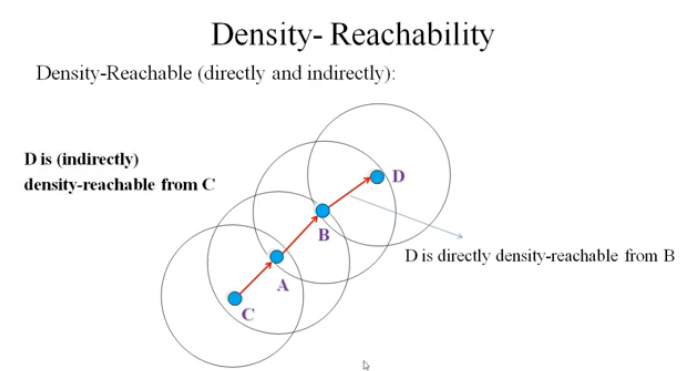 Density- Reachability
Density-Reachable (directly and indirectly):
D is (indirectly)
density-reachable from C
D
B
D is directly density-reachable from B
A
C